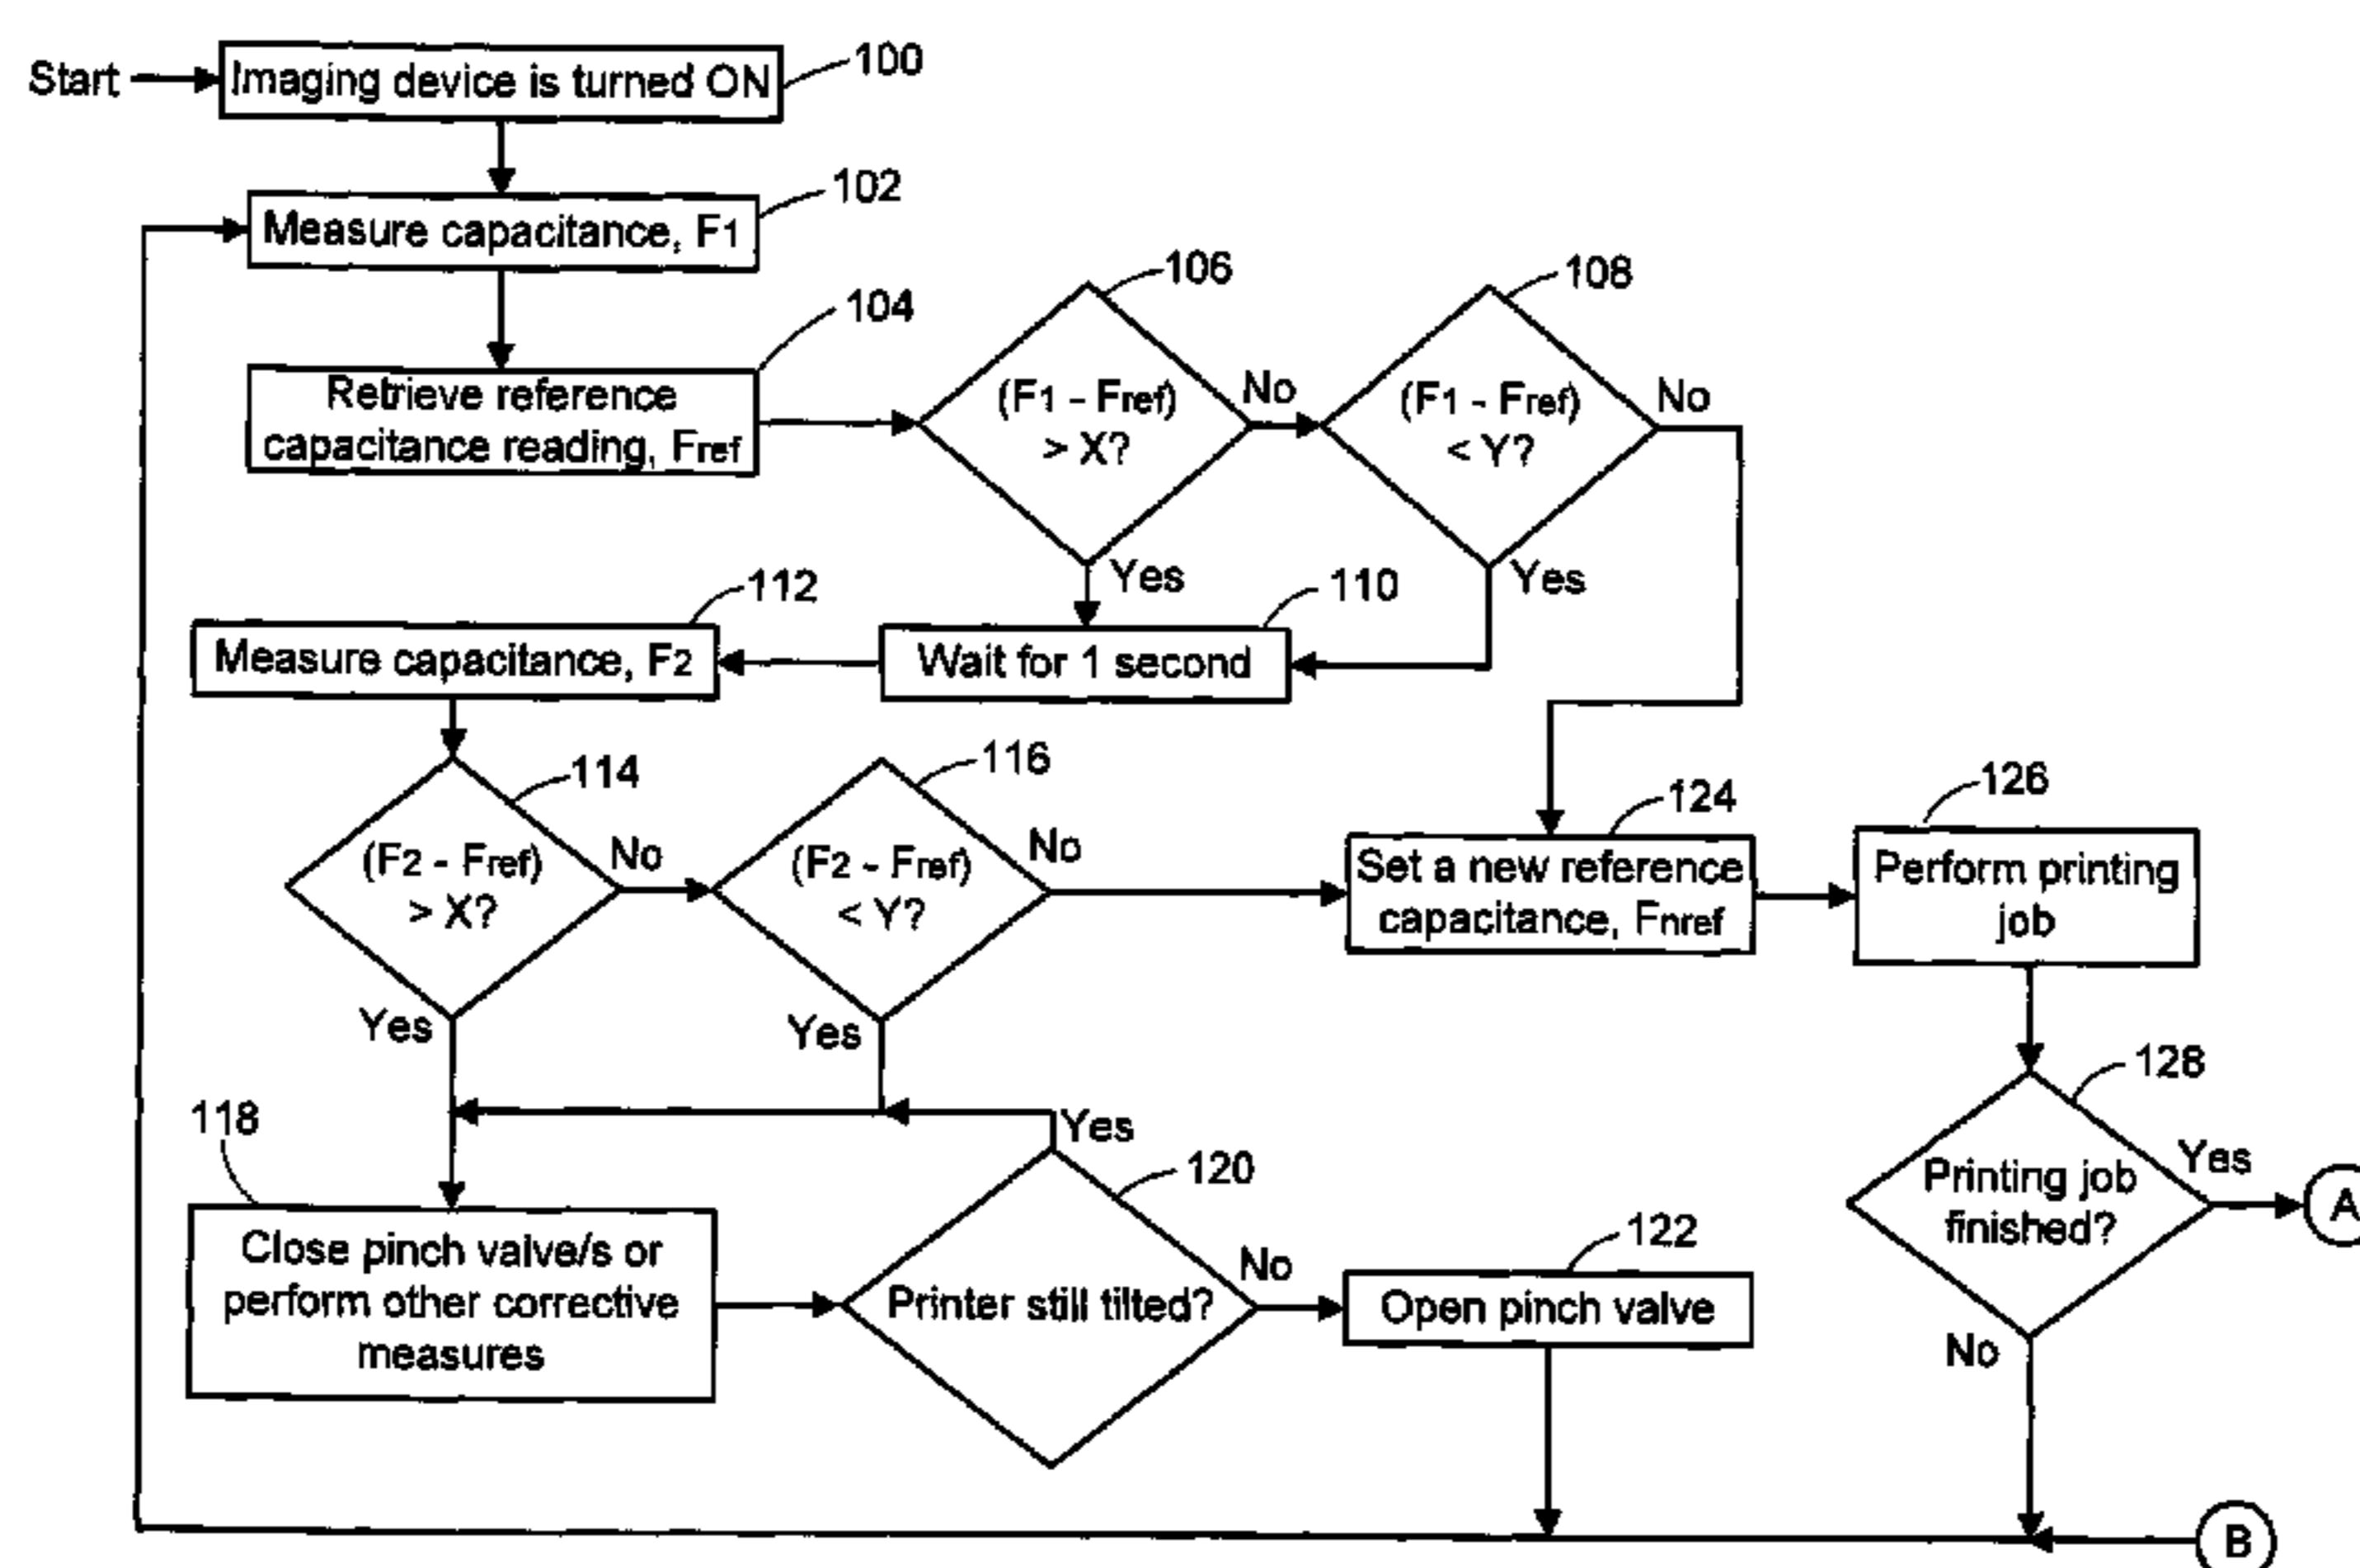 Start
Imaging device is turned ON
100
Measure capacitance, F1
102
Retrieve reference
capacitance reading, Fref
104
(F1 - Fref)
> X?
106
No
Yes
(F1 - Fref)
< Y?
108
No
Yes
Wait for 1 second
110
Measure capacitance, F2
112
(F2 - Fref)
> X?
114
No
Yes
(F2 - Fref)
< Y?
116
No
Yes
Set a new reference
capacitance, Fnref
124
Perform printing
job
126
Printing job
finished?
128
Yes
A
No
118
Close pinch valve/s or
perform other corrective
measures
Printer still tilted?
120
Yes
No
Open pinch valve
122
B